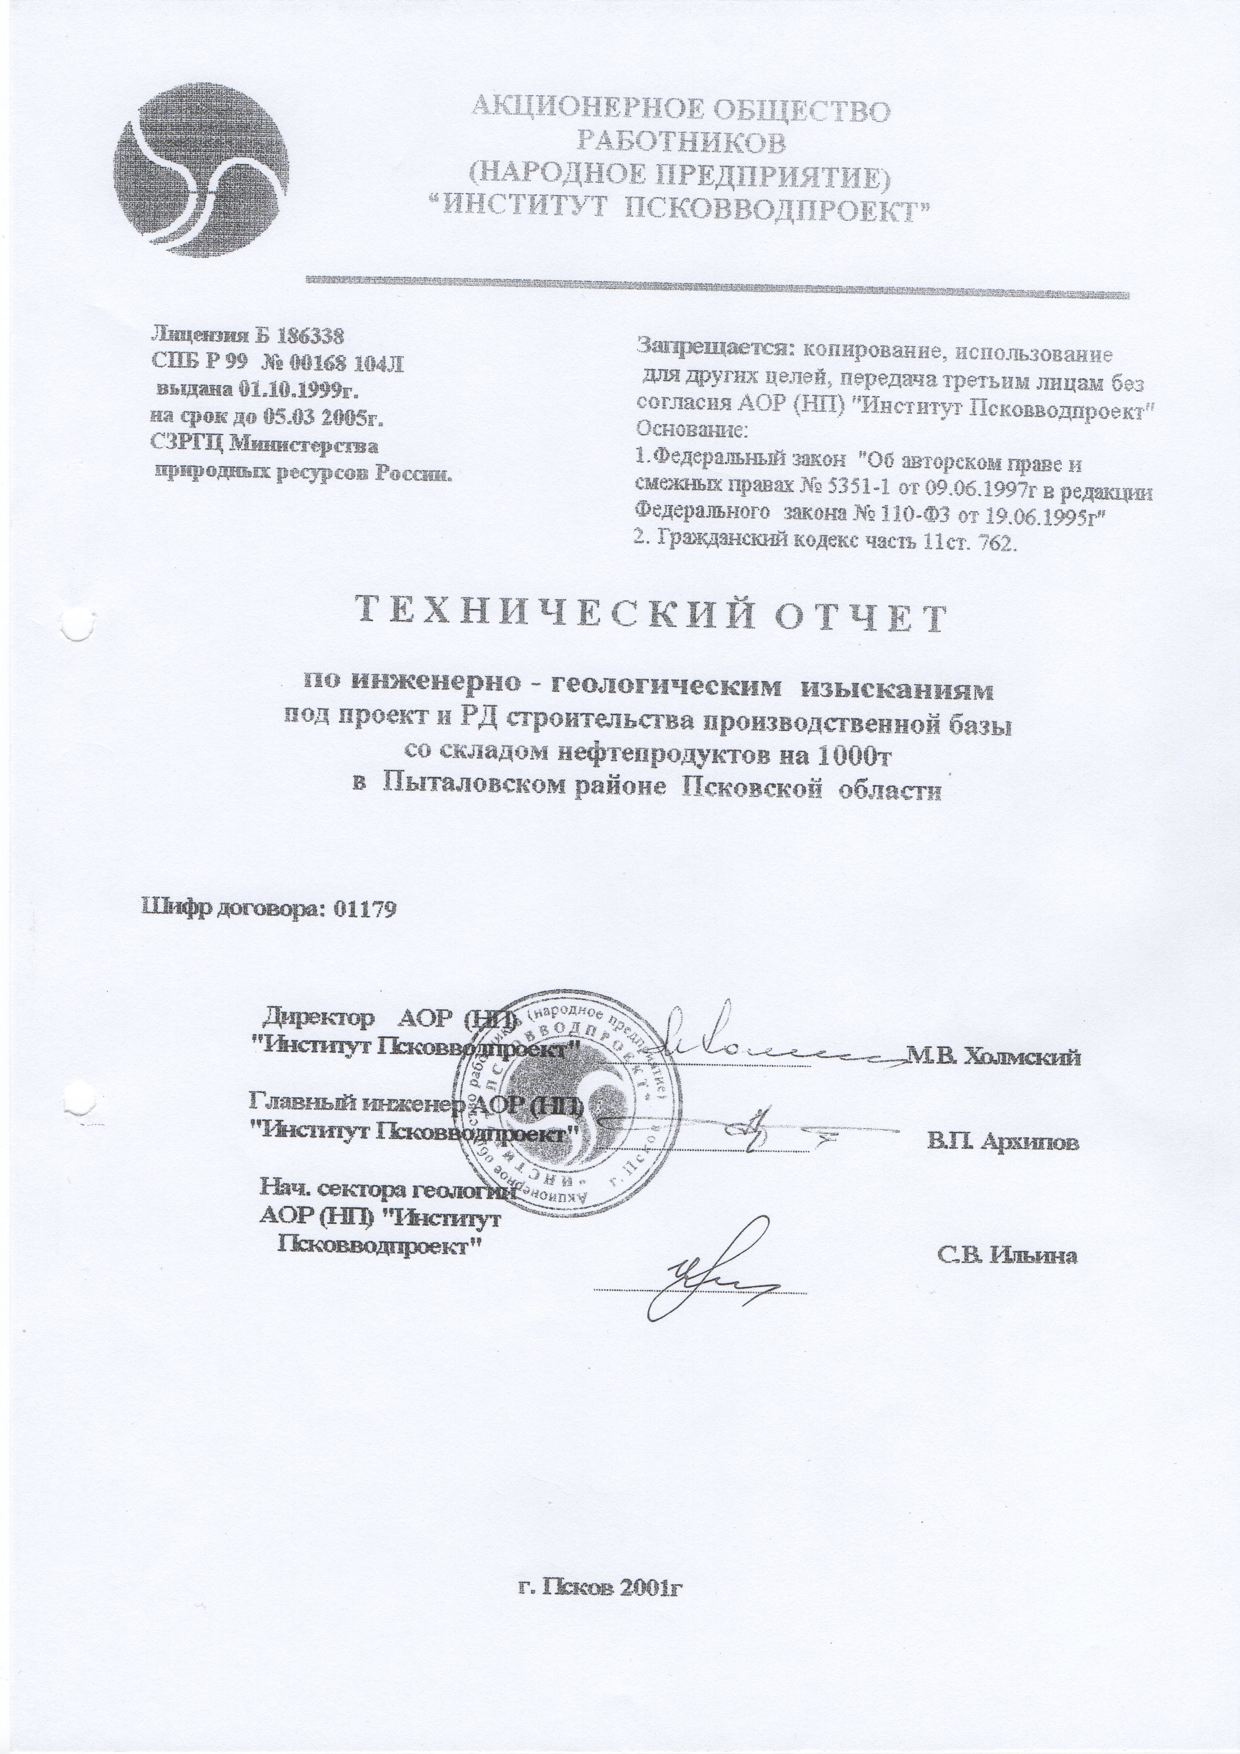 АКЦИОНЕРНОЕ ОБЩЕСТВО
РАБОТНИКОВ
(НАРОДНОЕ ПРЕДПРИЯТИЕ)
“ИНСТИТУТ ПСКОВВОДПРОЕКТ”
Лицензия Б 186338
СПБ Р 99 № 00168 104Л
выдана 01.10.1999г.
на срок до 05.03 2005г.
СЗРГЦ Министерства
природных ресурсов России.
Запрещается: копирование, использование
для других целей, передача третьим лицам без
согласия АОР (НП) "Институт Псковводпроект"
Основание:
1.Федеральный закон "Об авторском праве и
смежных правах № 5351-1 от 09.06.1997г в редакции
Федерального закона № 110-ФЗ от 19.06.1995г"
2. Гражданский кодекс часть 11ст. 762.
ТЕХНИЧЕСКИЙ ОТЧЕТ
по инженерно - геологическим изысканиям
под проект и РД строительства производственной базы
со складом нефтепродуктов на 1000т
в Пыталовском районе Псковской области
Шифр договора: 01179
Директор АОР (НП)
"Институт Псковводпроект"
М.В. Холмский
Главный инженер АОР (НП)
"Институт Псковводпроект"
В.П. Архипов
Нач. сектора геологии
АОР (НП) "Институт
Псковводпроект"
С.В. Ильина
Акционерное общество работников (народное предприятие)
"ИНСТИТУТ ПСКОВВОДПРОЕКТ"
г. Псков
г. Псков 2001г